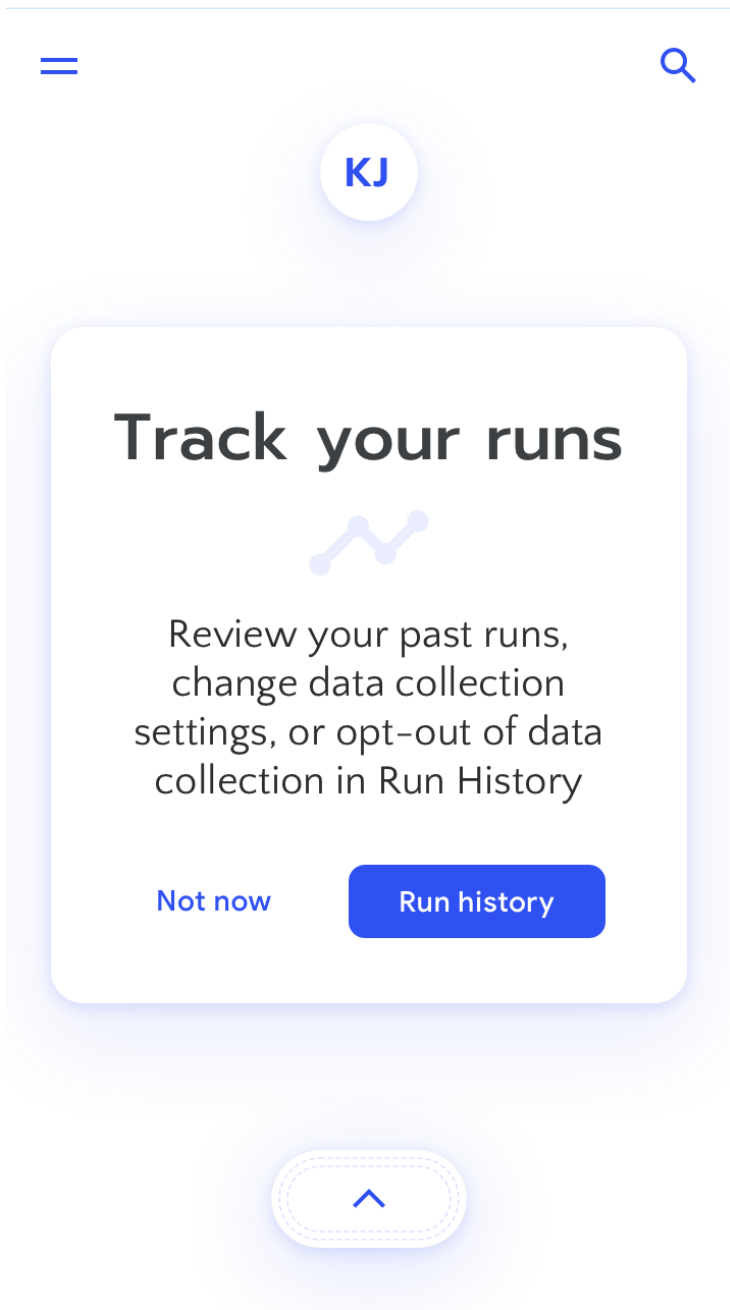 KJ
Track your runs
Review your past runs,
change data collection
settings, or opt-out of data
collection in Run History
Not now
Run history